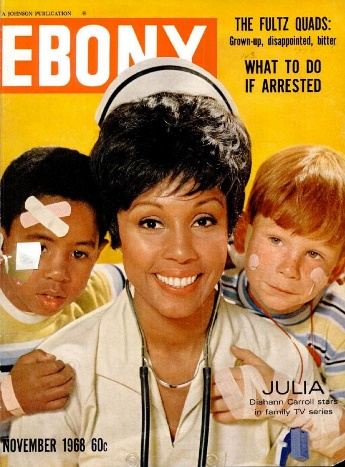 A JOHNSON PUBLICATION
EBONY
THE FULTZ QUADS:
Grown-up, disappointed, bitter
WHAT TO DO
IF ARRESTED
JULIA
Diahann Carroll stars
in family TV series
NOVEMBER 1968 60c